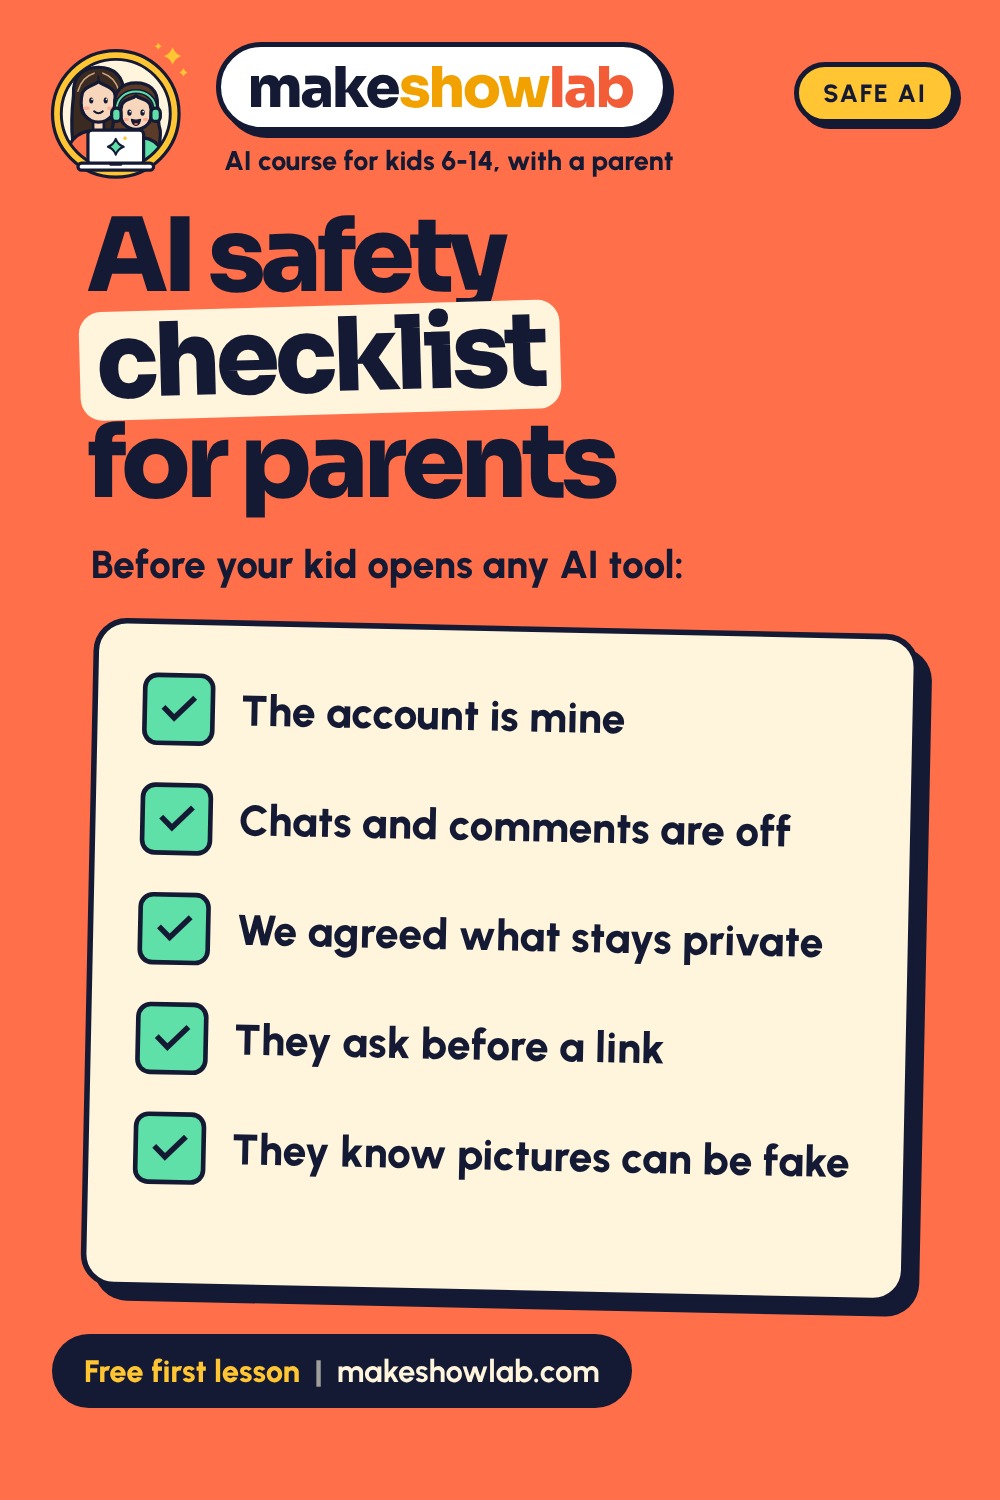 makeshowlab
SAFE AI
AI course for kids 6-14, with a parent
AI safety
checklist
for parents
Before your kid opens any AI tool:
The account is mine
Chats and comments are off
We agreed what stays private
They ask before a link
They know pictures can be fake
Free first lesson | makeshowlab.com